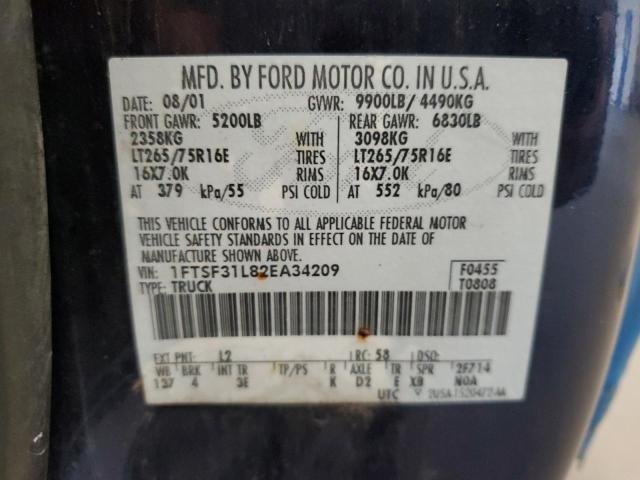 MFD. BY FORD MOTOR CO. IN U.S.A.
DATE: 08/01 GVWR: 9900LB/ 4490KG
FRONT GAWR: 5200LB REAR GAWR: 6830LB
2358KG WITH 3098KG WITH
LT265/75R16E TIRES LT265/75R16E TIRES
16X7.0K RIMS 16X7.0K RIMS
AT 379 kPa/55 PSI COLD AT 552 kPa/80 PSI COLD
THIS VEHICLE CONFORMS TO ALL APPLICABLE FEDERAL MOTOR
VEHICLE SAFETY STANDARDS IN EFFECT ON THE DATE OF
MANUFACTURE SHOWN ABOVE.
VIN: 1FTSF31L82EA34209 F0455
TYPE: TRUCK T0808
EXT PNT: L2 RC: 58 DSO:
WB BRK INT TR TP/PS R AXLE TR SPR 2F714
137 4 3E K D2 E XB N0A
UTC